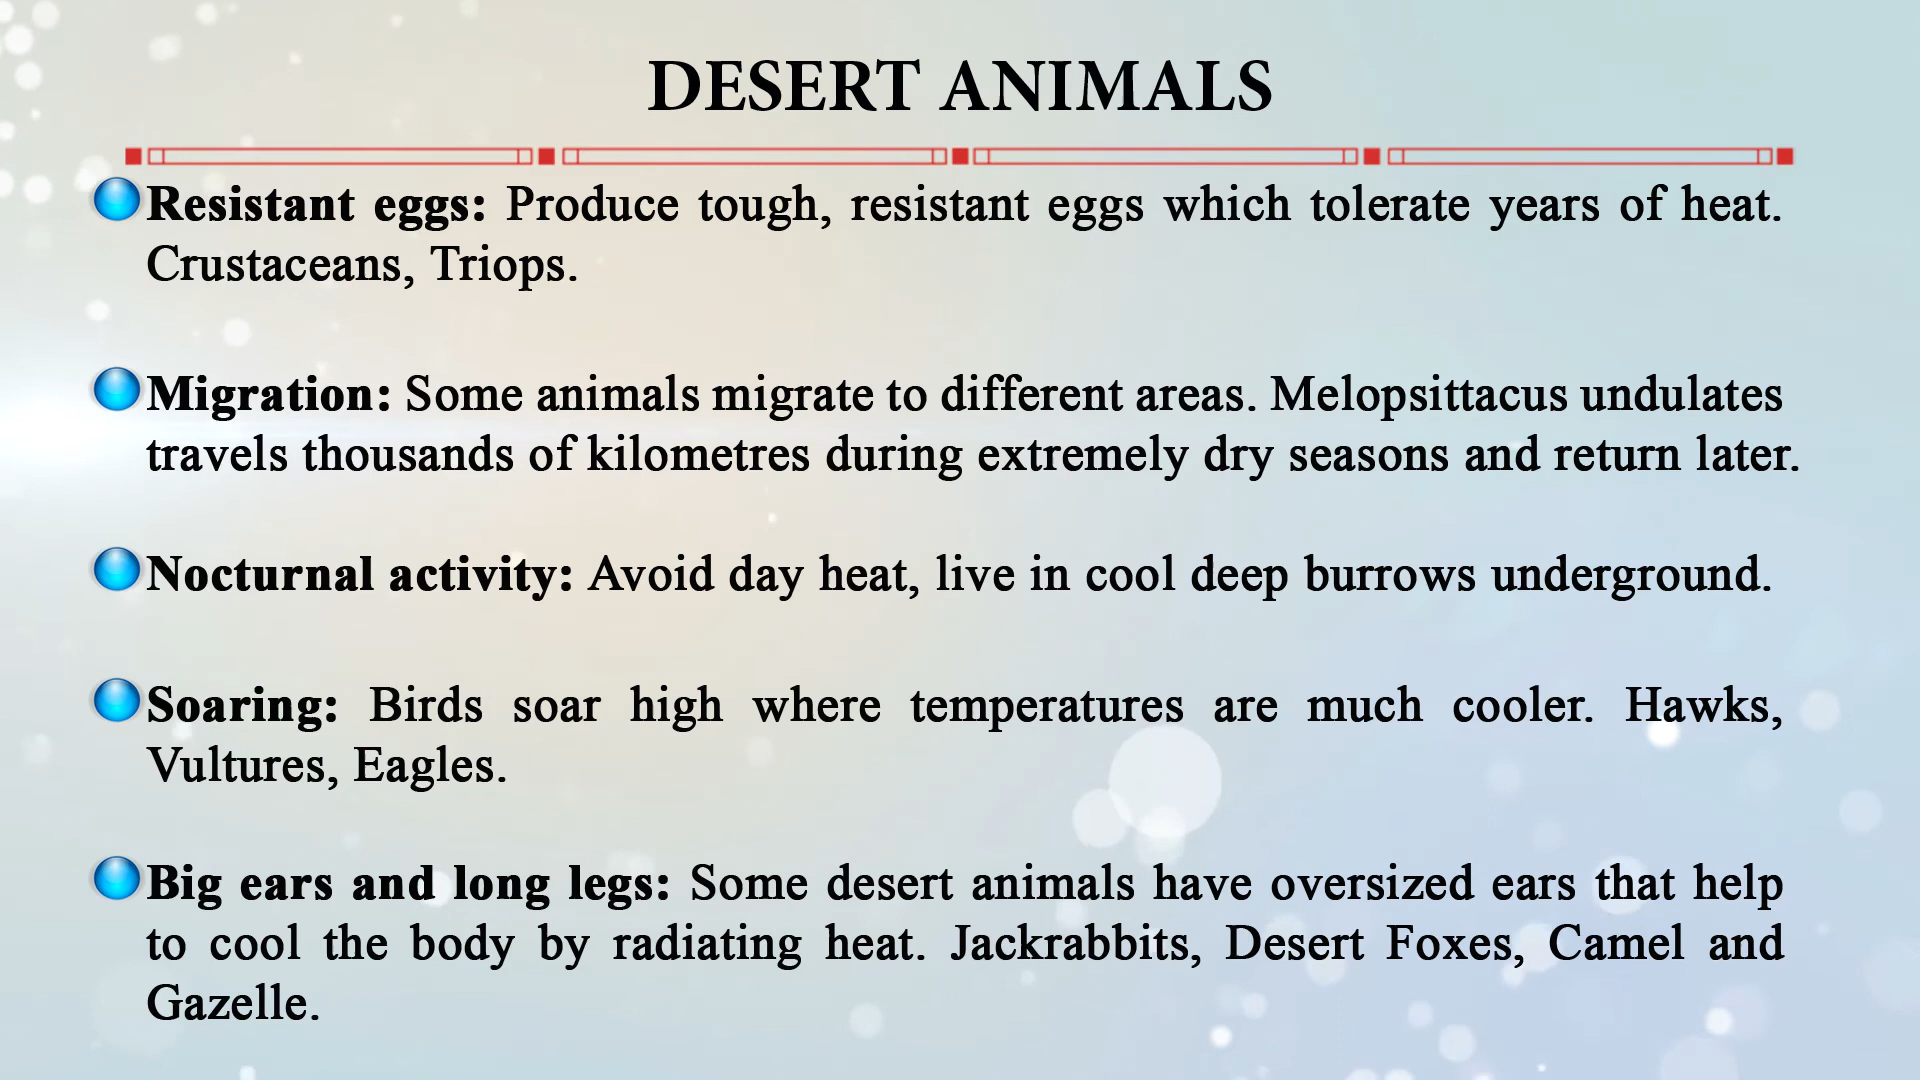 DESERT ANIMALS
Resistant eggs: Produce tough, resistant eggs which tolerate years of heat.
Crustaceans, Triops.
Migration: Some animals migrate to different areas. Melopsittacus undulates
travels thousands of kilometres during extremely dry seasons and return later.
Nocturnal activity: Avoid day heat, live in cool deep burrows underground.
Soaring: Birds soar high where temperatures are much cooler. Hawks,
Vultures, Eagles.
Big ears and long legs: Some desert animals have oversized ears that help
to cool the body by radiating heat. Jackrabbits, Desert Foxes, Camel and
Gazelle.